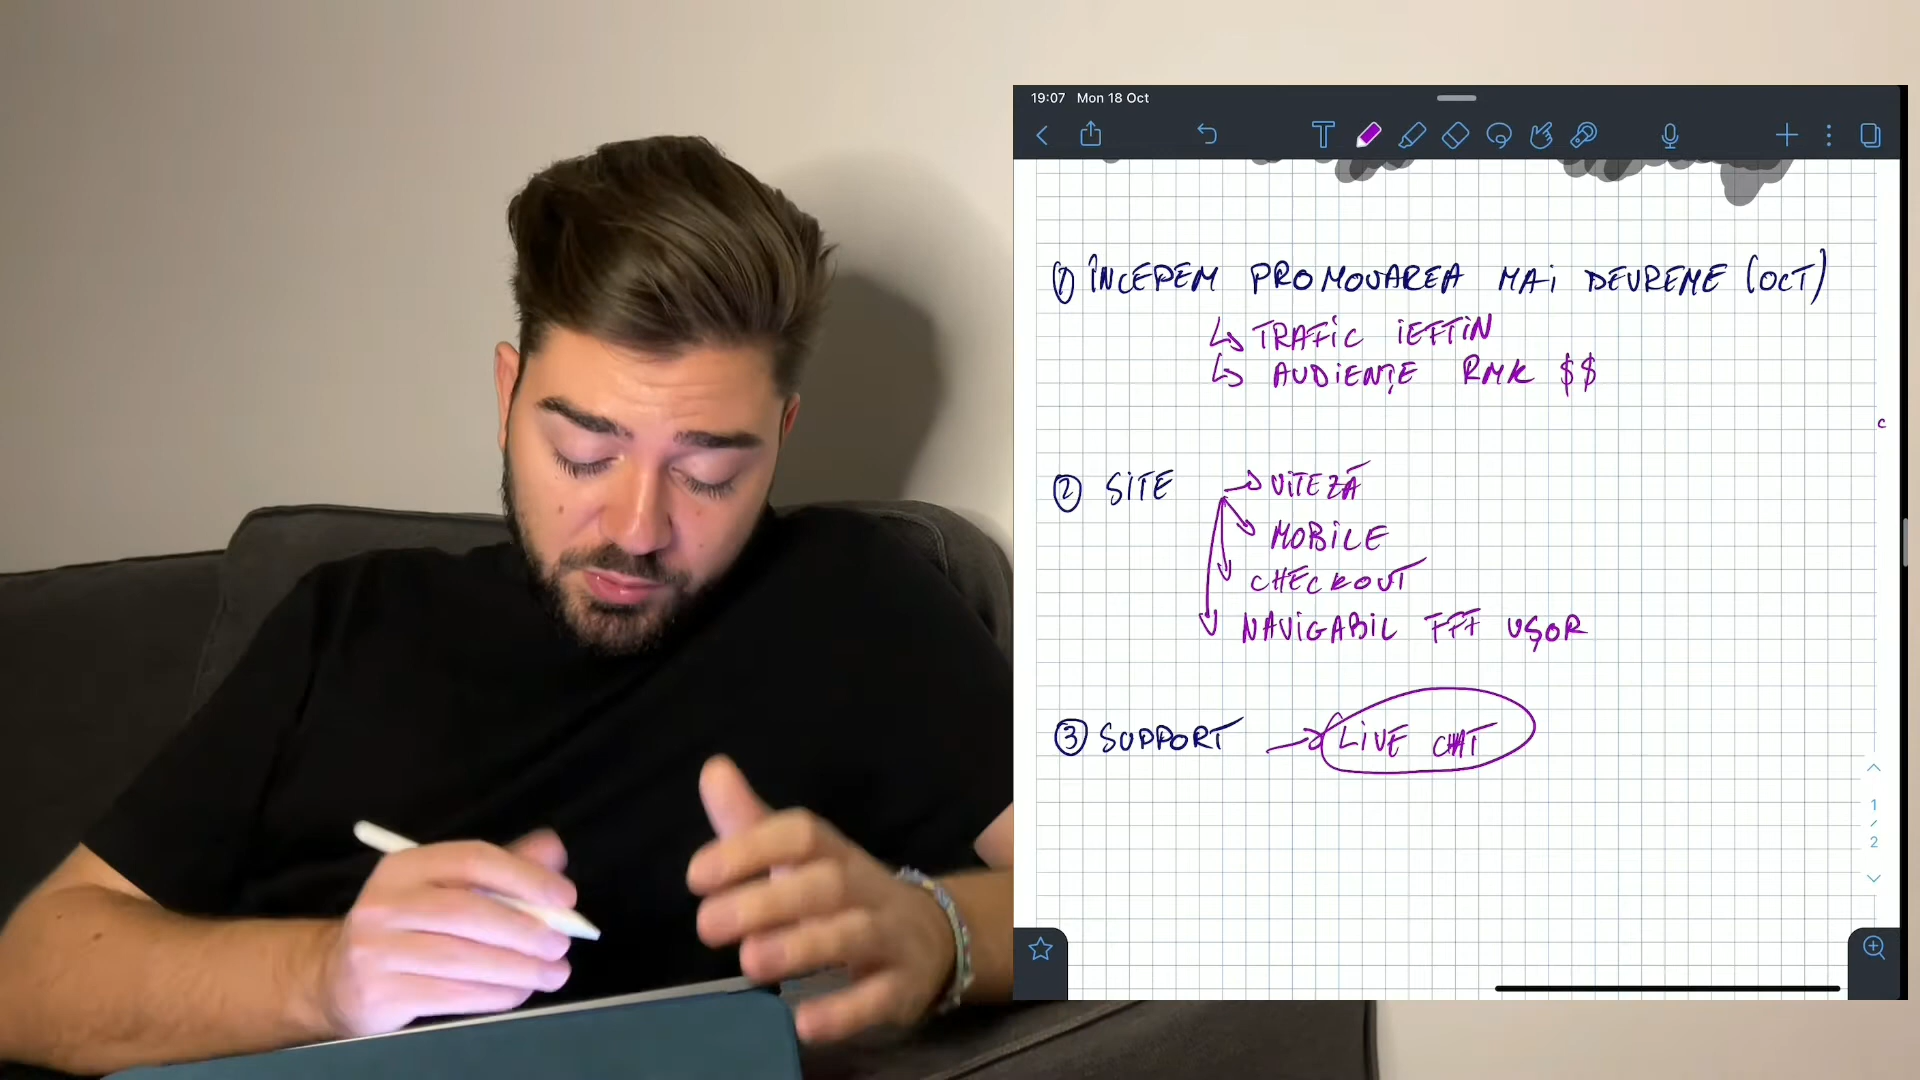 19:07 Mon 18 Oct
① ÎNCEPEM PROMOVAREA MAI DEVREME (OCT)
↳ TRAFIC IEFTIN
↳ AUDIENȚE RMK $$
c
② SITE → VITEZĂ
MOBILE
CHECKOUT
NAVIGABIL FFF UȘOR
③ SUPPORT → LIVE CHAT
1
/
2